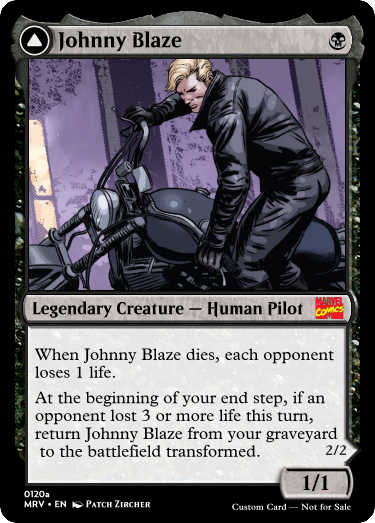 Johnny Blaze
Legendary Creature — Human Pilot
MARVEL
COMICS
When Johnny Blaze dies, each opponent
loses 1 life.
At the beginning of your end step, if an
opponent lost 3 or more life this turn,
return Johnny Blaze from your graveyard
to the battlefield transformed.
2/2
1/1
0120a
MRV • EN Patch Zircher
Custom Card — Not for Sale